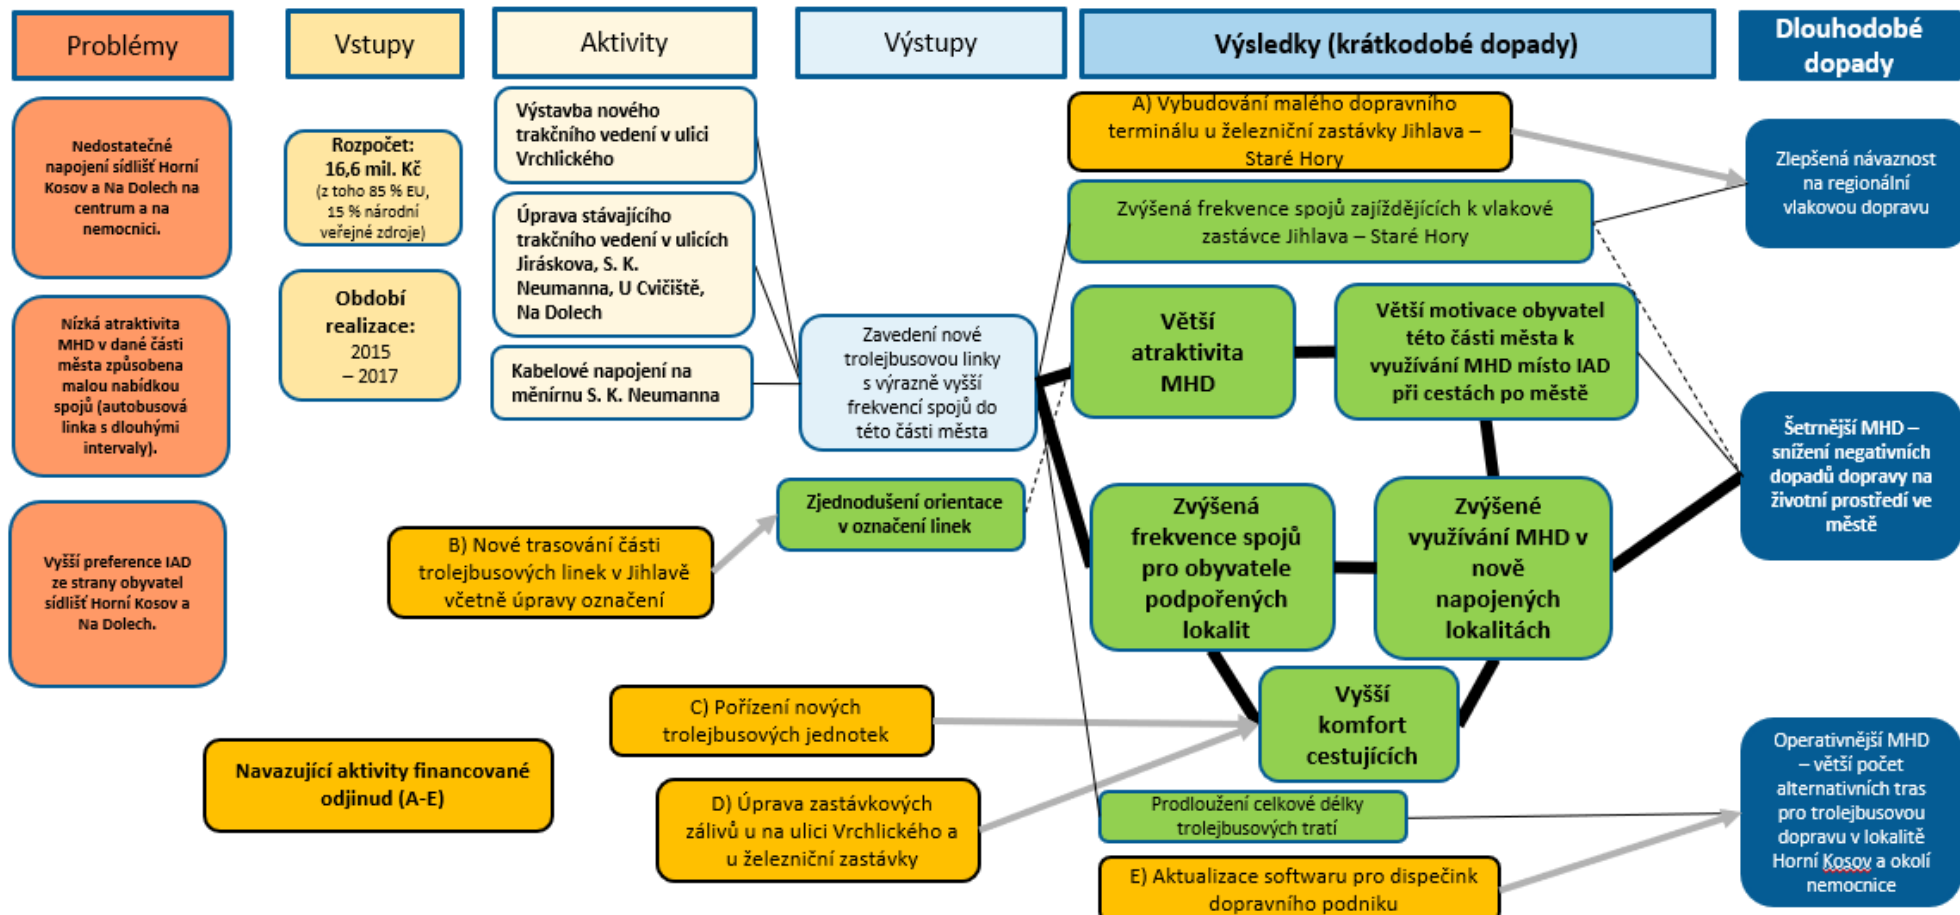 Problémy
Vstupy
Aktivity
Výstupy
Výsledky (krátkodobé dopady)
Dlouhodobé
dopady
Nedostatečné
napojení sídlišť Horní
Kosov a Na Dolech na
centrum a na
nemocnici.
Nízká atraktivita
MHD v dané části
města způsobena
malou nabídkou
spojů (autobusová
linka s dlouhými
intervaly).
Vyšší preference IAD
ze strany obyvatel
sídlišť Horní Kosov a
Na Dolech.
Rozpočet:
16,6 mil. Kč
(z toho 85 % EU,
15 % národní
veřejné zdroje)
Období
realizace:
2015
– 2017
Výstavba nového
trakčního vedení v ulici
Vrchlického
Úprava stávajícího
trakčního vedení v ulicích
Jiráskova, S. K.
Neumanna, U Cvičiště,
Na Dolech
Kabelové napojení na
měnírnu S. K. Neumanna
Zavedení nové
trolejbusovou linky
s výrazně vyšší
frekvencí spojů do
této části města
Zjednodušení orientace
v označení linek
B) Nové trasování části
trolejbusových linek v Jihlavě
včetně úpravy označení
C) Pořízení nových
trolejbusových jednotek
D) Úprava zastávkových
zálivů u na ulici Vrchlického a
u železniční zastávky
Navazující aktivity financované
odjinud (A-E)
A) Vybudování malého dopravního
terminálu u železniční zastávky Jihlava –
Staré Hory
Zvýšená frekvence spojů zajíždějících k vlakové
zastávce Jihlava – Staré Hory
Větší
atraktivita
MHD
Větší motivace obyvatel
této části města k
využívání MHD místo IAD
při cestách po městě
Zvýšená
frekvence spojů
pro obyvatele
podpořených
lokalit
Zvýšené
využívání MHD v
nově
napojených
lokalitách
Vyšší
komfort
cestujících
Prodloužení celkové délky
trolejbusových tratí
E) Aktualizace softwaru pro dispečink
dopravního podniku
Zlepšená návaznost
na regionální
vlakovou dopravu
Šetrnější MHD –
snížení negativních
dopadů dopravy na
životní prostředí ve
městě
Operativnější MHD
– větší počet
alternativních tras
pro trolejbusovou
dopravu v lokalitě
Horní Kosov a okolí
nemocnice